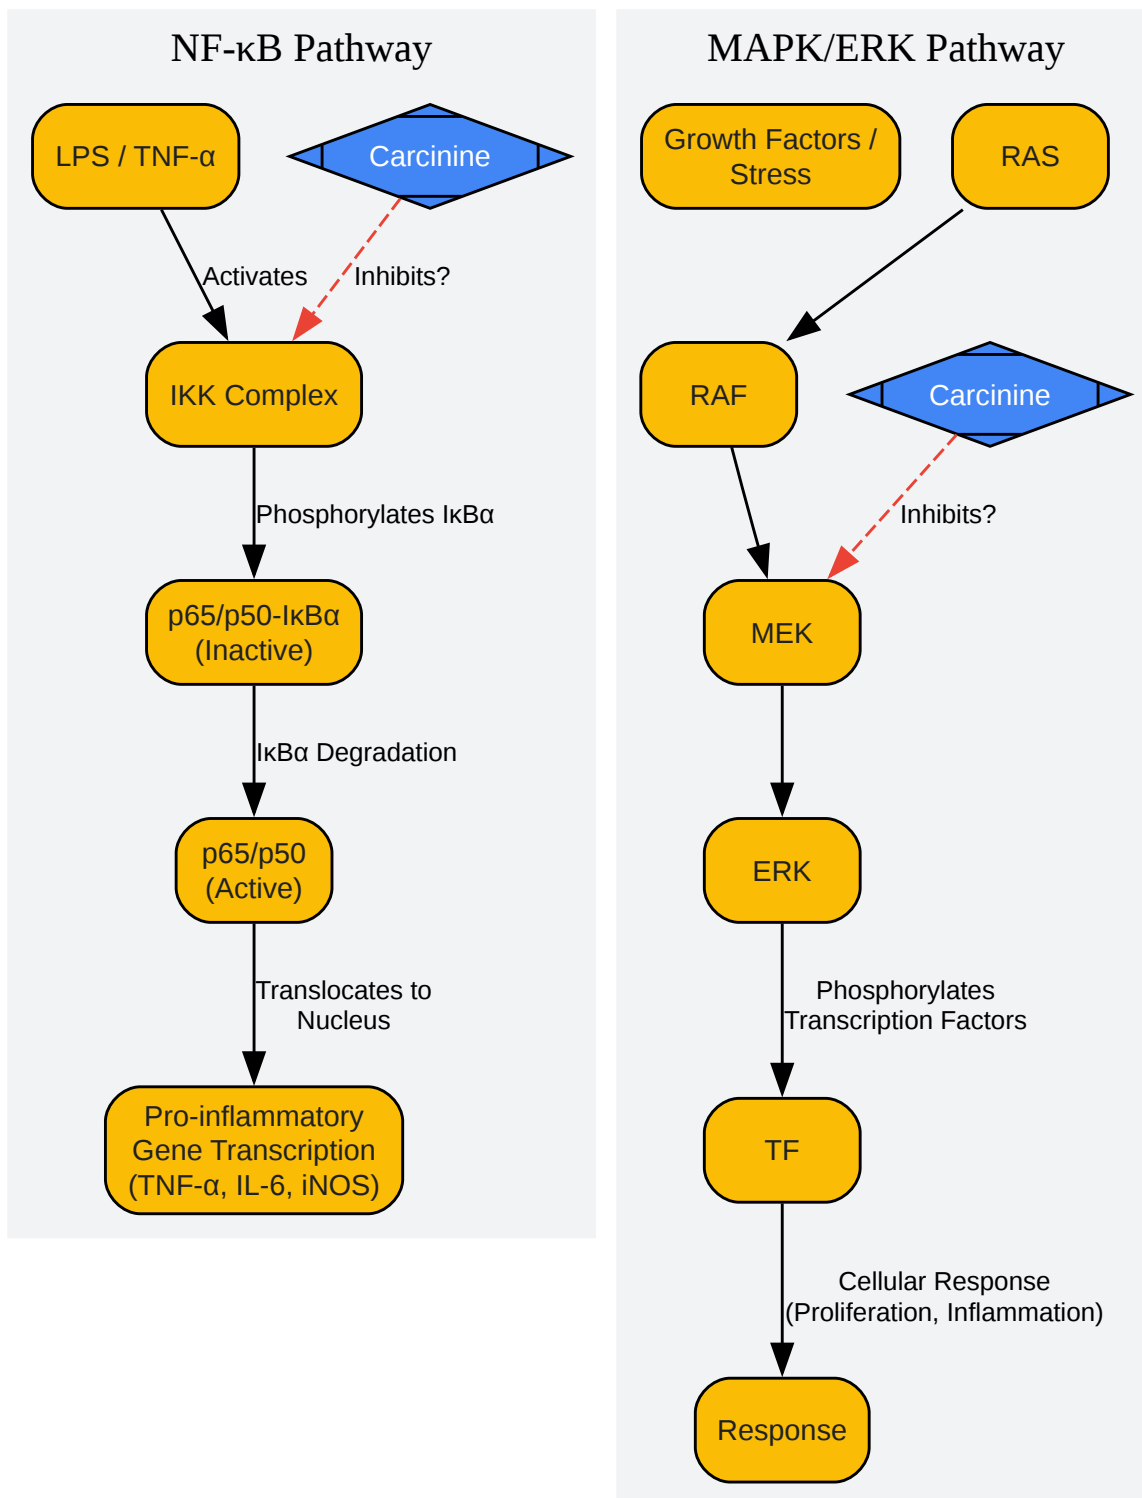 NF-κB Pathway
LPS / TNF-α
Carcinine
Activates
Inhibits?
IKK Complex
Phosphorylates IκBα
p65/p50-IκBα
(Inactive)
IκBα Degradation
p65/p50
(Active)
Translocates to
Nucleus
Pro-inflammatory
Gene Transcription
(TNF-α, IL-6, iNOS)
MAPK/ERK Pathway
Growth Factors /
Stress
RAS
RAF
Carcinine
Inhibits?
MEK
ERK
Phosphorylates
Transcription Factors
TF
Cellular Response
(Proliferation, Inflammation)
Response